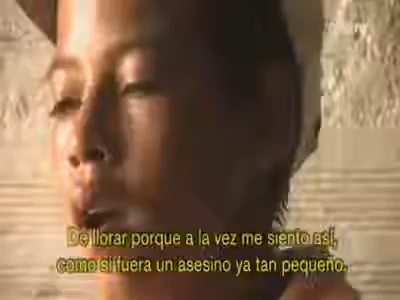 De llorar porque a la vez me siento así,
como si fuera un asesino ya tan pequeño.